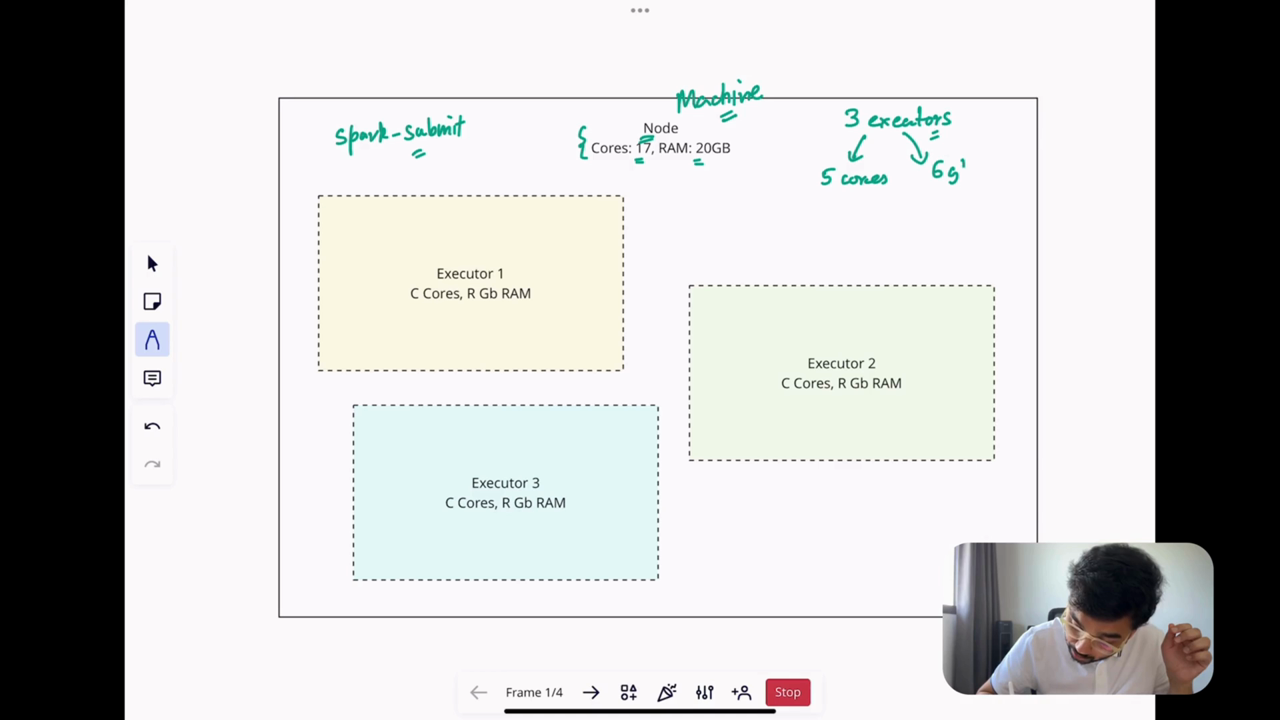 Machine
spark-submit
Node
{ Cores: 17, RAM: 20GB
3 executors
5 cores
6 g
Executor 1
C Cores, R Gb RAM
Executor 2
C Cores, R Gb RAM
Executor 3
C Cores, R Gb RAM
Frame 1/4
Stop